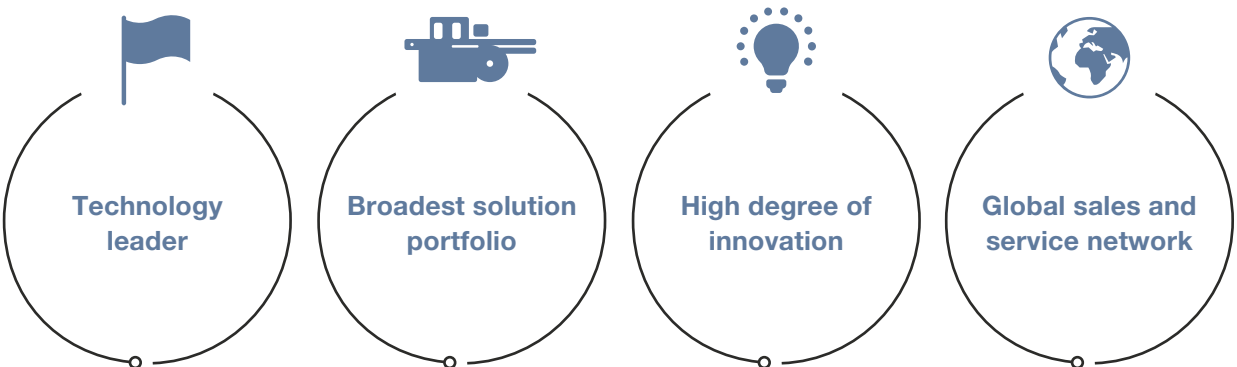 Technology
leader
Broadest solution
portfolio
High degree of
innovation
Global sales and
service network